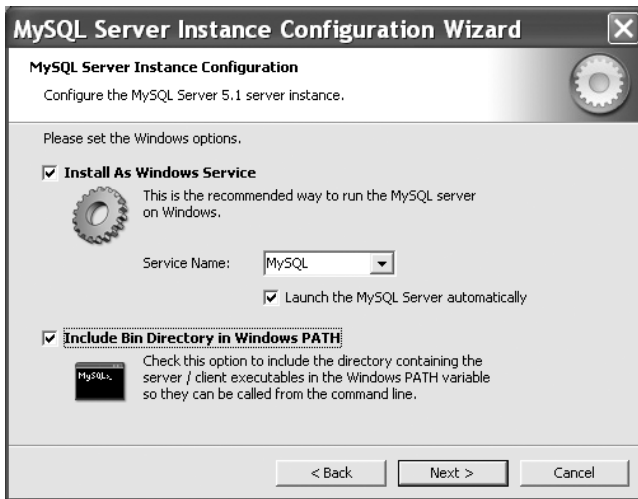 MySQL Server Instance Configuration Wizard
MySQL Server Instance Configuration
Configure the MySQL Server 5.1 server instance.
Please set the Windows options.
Install As Windows Service
This is the recommended way to run the MySQL server
on Windows.
Service Name: MySQL
Launch the MySQL Server automatically
Include Bin Directory in Windows PATH
Check this option to include the directory containing the
server / client executables in the Windows PATH variable
so they can be called from the command line.
MySQL>_
< Back Next > Cancel